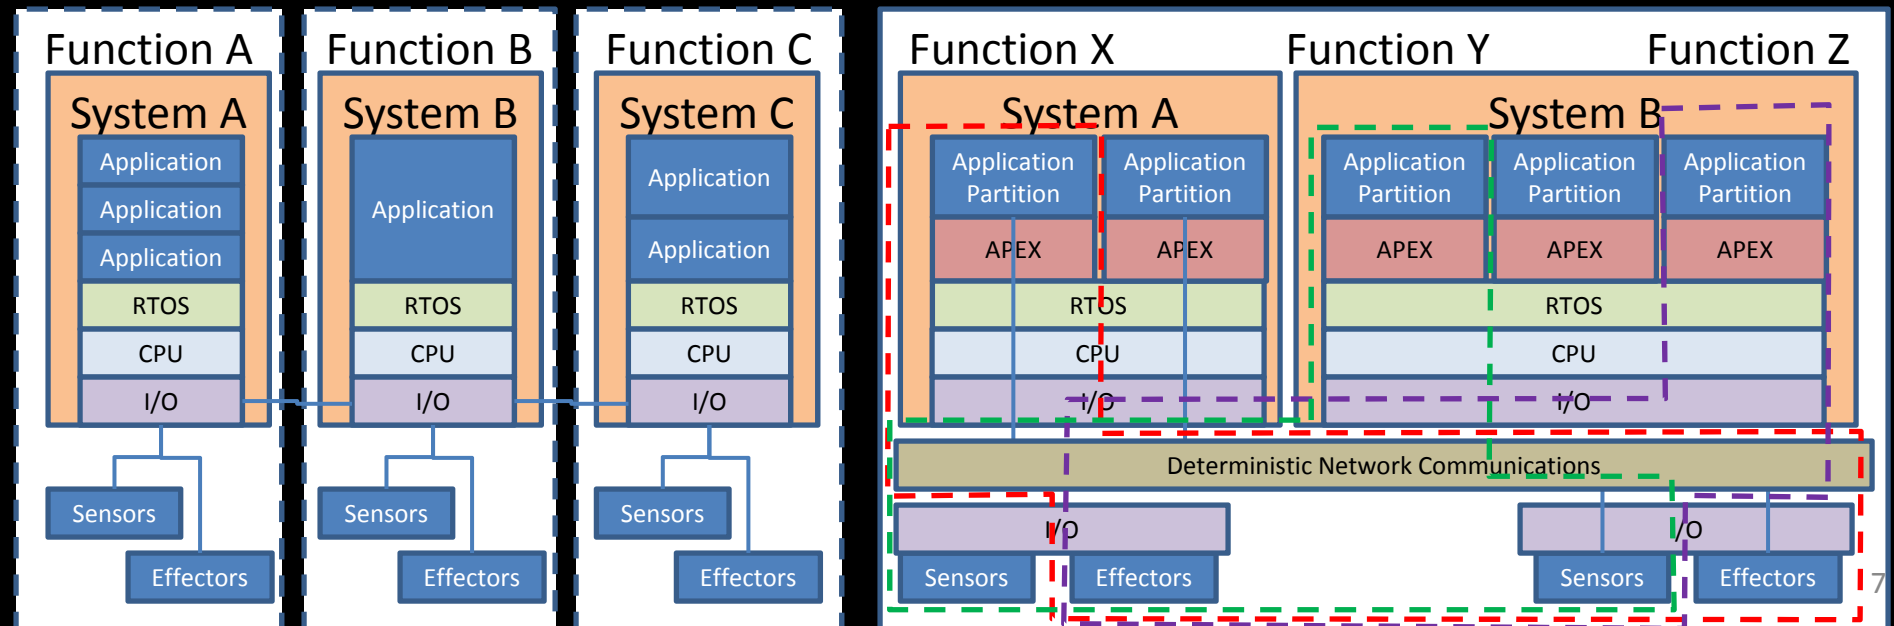 Function A
System A
Application
Application
Application
RTOS
CPU
I/O
Sensors
Effectors
Function B
System B
Application
RTOS
CPU
I/O
Sensors
Effectors
Function C
System C
Application
Application
RTOS
CPU
I/O
Sensors
Effectors
Function X
Function Y
Function Z
System A
Application
Partition
Application
Partition
APEX
APEX
RTOS
CPU
I/O
System B
Application
Partition
Application
Partition
Application
Partition
APEX
APEX
APEX
RTOS
CPU
I/O
Deterministic Network Communications
I/O
Sensors
Effectors
I/O
Sensors
Effectors
7